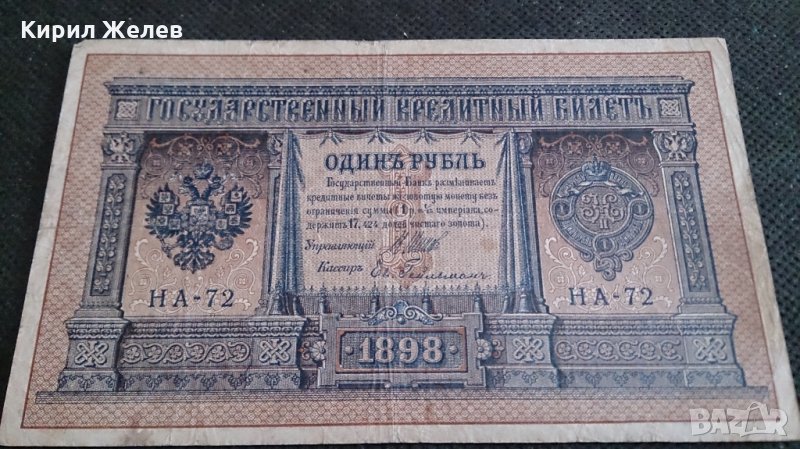 Кирил Желев
ГОСУДАРСТВЕННЫЙ КРЕДИТНЫЙ БИЛЕТЪ
ОДИНЪ РУБЛЬ
Государственный Банкъ размѣниваетъ
кредитные билеты на золотую монету безъ
ограниченія суммы (1 р. = 1/15 имперіала, со-
держитъ 17,424 долей чистаго золота).
Управляющій
Кассиръ
НА-72
НА-72
1898
BAZAR